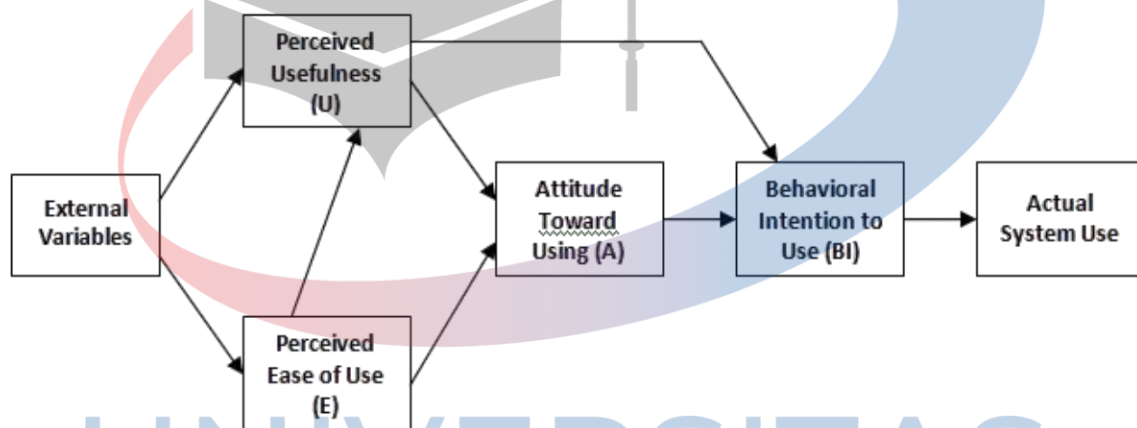 Perceived
Usefulness
(U)
External
Variables
Attitude
Toward
Using (A)
Behavioral
Intention to
Use (BI)
Actual
System Use
Perceived
Ease of Use
(E)
UNIVERSITAS